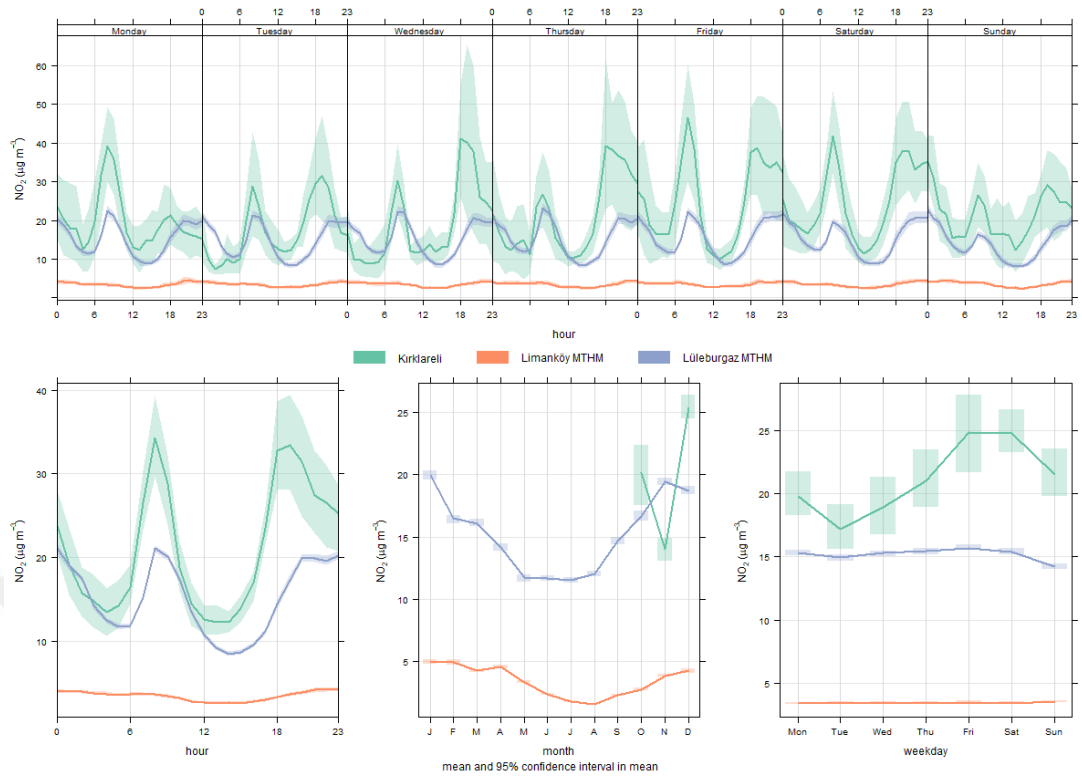 0 6 12 18 23 0 6 12 18 23 0 6 12 18 23
Monday Tuesday Wednesday Thursday Friday Saturday Sunday
60
50
40
30
20
10
NO₂ (µg m⁻³)
0 6 12 18 23 0 6 12 18 23 0 6 12 18 23 0 6 12 18 23
hour
Kırklareli Limanköy MTHM Lüleburgaz MTHM
40
30
20
10
NO₂ (µg m⁻³)
0 6 12 18 23
hour
25
20
15
10
5
NO₂ (µg m⁻³)
J F M A M J J A S O N D
month
25
20
15
10
5
NO₂ (µg m⁻³)
Mon Tue Wed Thu Fri Sat Sun
weekday
mean and 95% confidence interval in mean